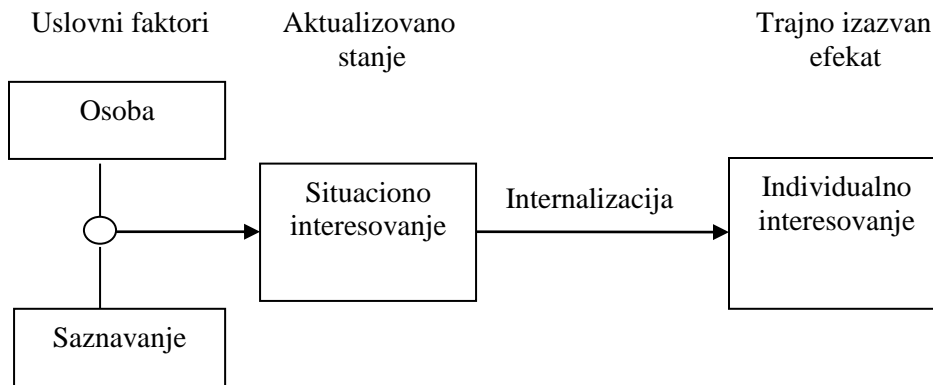 Uslovni faktori
Aktualizovano
stanje
Trajno izazvan
efekat
Osoba
Situaciono
interesovanje
Internalizacija
Individualno
interesovanje
Saznavanje